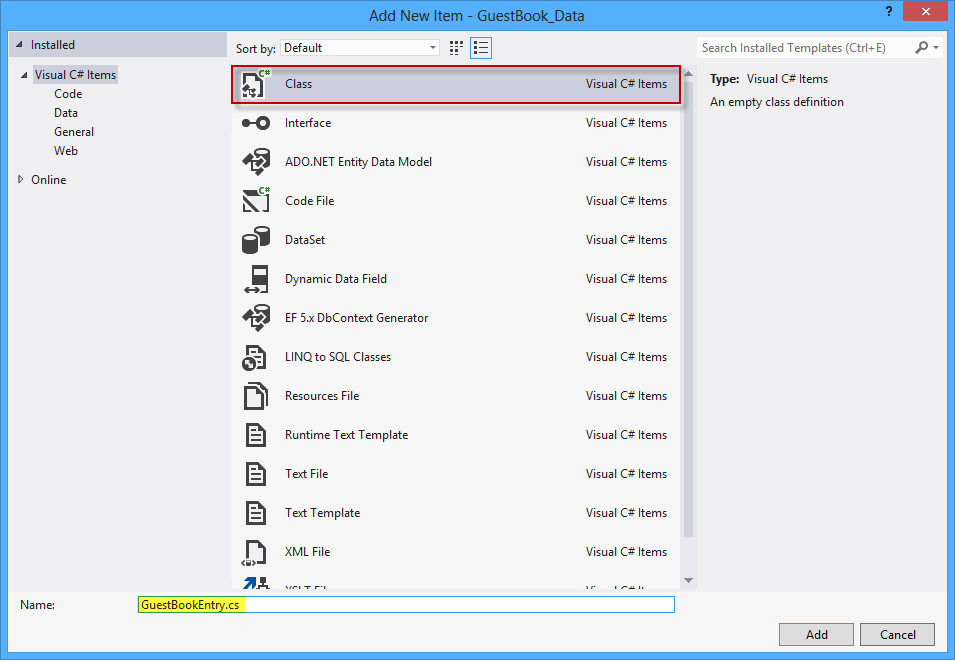 Add New Item - GuestBook_Data
?
Installed
Sort by: Default
Search Installed Templates (Ctrl+E)
Visual C# Items
Code
Data
General
Web
Online
C# Class Visual C# Items
Interface Visual C# Items
ADO.NET Entity Data Model Visual C# Items
C# Code File Visual C# Items
DataSet Visual C# Items
Dynamic Data Field Visual C# Items
EF 5.x DbContext Generator Visual C# Items
LINQ to SQL Classes Visual C# Items
Resources File Visual C# Items
Runtime Text Template Visual C# Items
Text File Visual C# Items
Text Template Visual C# Items
XML File Visual C# Items
Type: Visual C# Items
An empty class definition
Name: GuestBookEntry.cs
Add Cancel